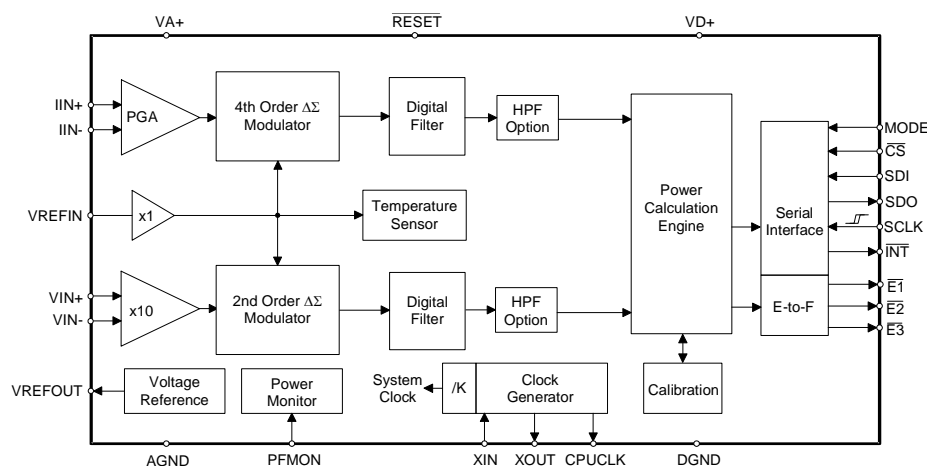 VA+
RESET
VD+
IIN+
IIN-
PGA
4th Order ΔΣ
Modulator
Digital
Filter
HPF
Option
VREFIN
x1
Temperature
Sensor
Power
Calculation
Engine
Serial
Interface
MODE
CS
SDI
SDO
SCLK
INT
VIN+
VIN-
x10
2nd Order ΔΣ
Modulator
Digital
Filter
HPF
Option
E-to-F
E1
E2
E3
VREFOUT
Voltage
Reference
Power
Monitor
System
Clock
/K
Clock
Generator
Calibration
AGND
PFMON
XIN
XOUT
CPUCLK
DGND